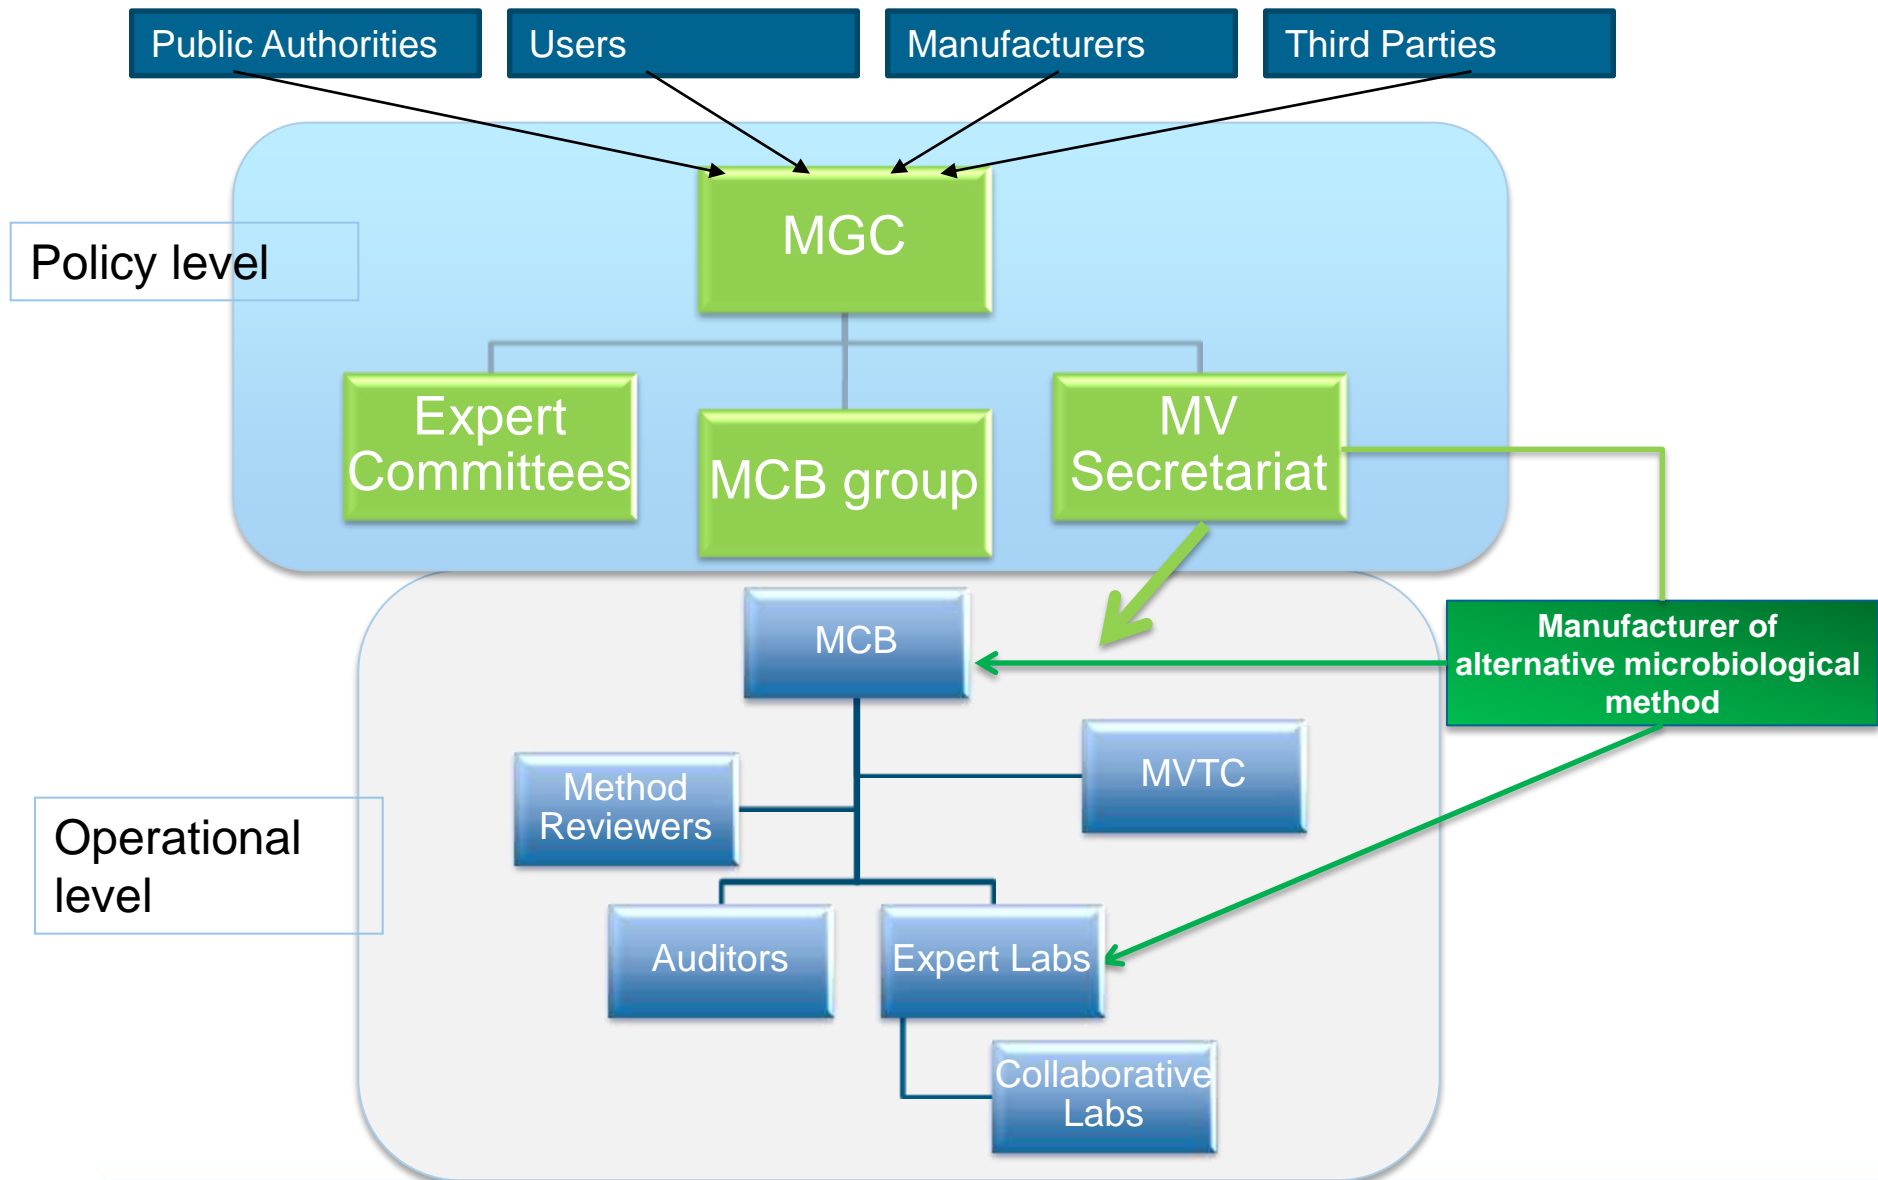 Public Authorities
Users
Manufacturers
Third Parties
MGC
Policy level
Expert
Committees
MCB group
MV
Secretariat
MCB
Manufacturer of
alternative microbiological
method
Method
Reviewers
MVTC
Operational
level
Auditors
Expert Labs
Collaborative
Labs